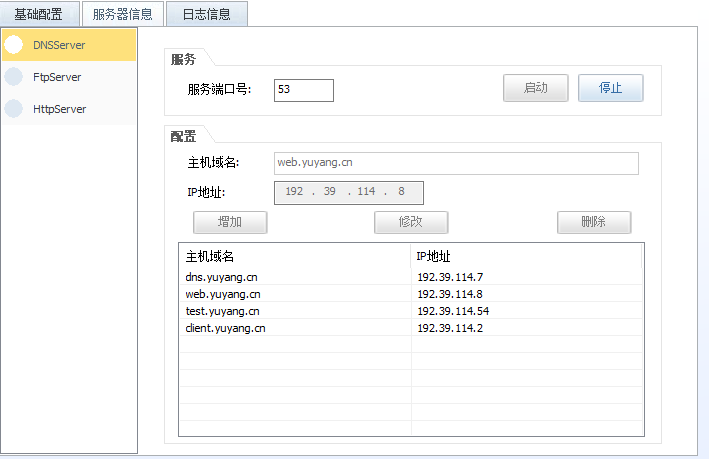 基础配置 服务器信息 日志信息
DNSServer
FtpServer
HttpServer
服务
服务端口号: 53 启动 停止
配置
主机域名: web.yuyang.cn
IP地址: 192 . 39 . 114 . 8
增加 修改 删除
主机域名 IP地址
dns.yuyang.cn 192.39.114.7
web.yuyang.cn 192.39.114.8
test.yuyang.cn 192.39.114.54
client.yuyang.cn 192.39.114.2